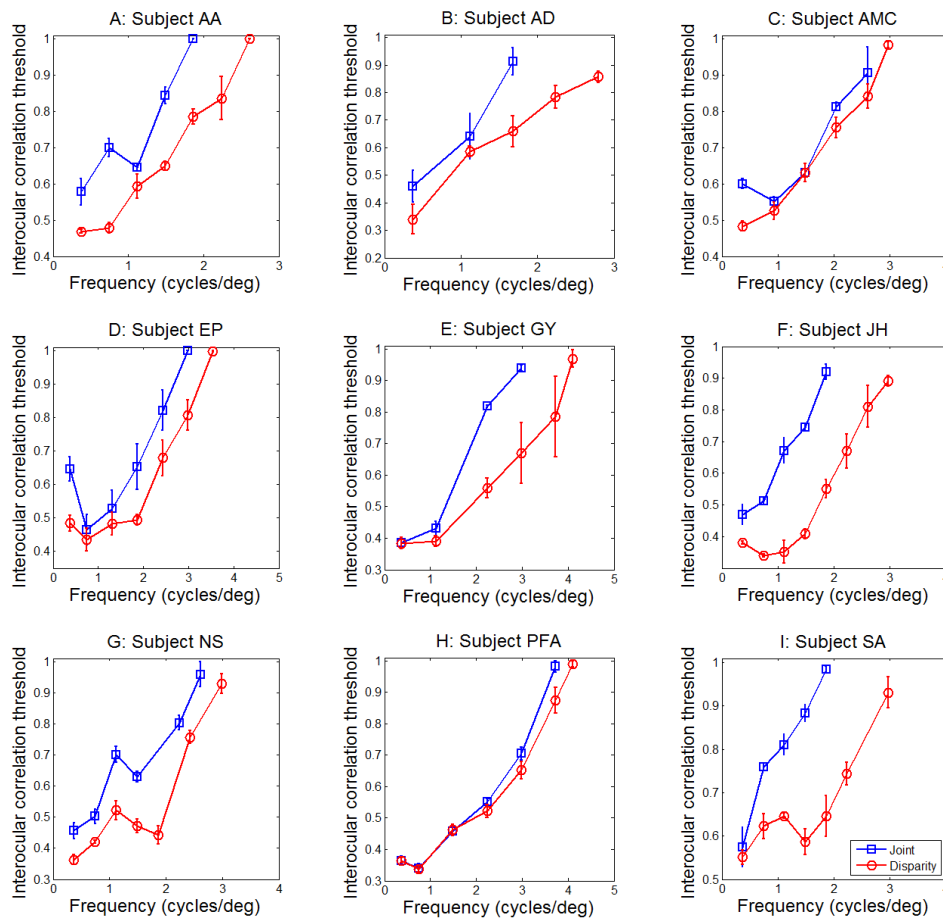 A: Subject AA
Interocular correlation threshold
1
0.9
0.8
0.7
0.6
0.5
0.4
0 1 2 3
Frequency (cycles/deg)
B: Subject AD
Interocular correlation threshold
1
0.9
0.8
0.7
0.6
0.5
0.4
0.3
0.2
0 1 2 3
Frequency (cycles/deg)
C: Subject AMC
Interocular correlation threshold
1
0.9
0.8
0.7
0.6
0.5
0.4
0 1 2 3 4
Frequency (cycles/deg)
D: Subject EP
Interocular correlation threshold
1
0.9
0.8
0.7
0.6
0.5
0.4
0 1 2 3 4 5
Frequency (cycles/deg)
E: Subject GY
Interocular correlation threshold
1
0.9
0.8
0.7
0.6
0.5
0.4
0.3
0 1 2 3 4 5
Frequency (cycles/deg)
F: Subject JH
Interocular correlation threshold
1
0.9
0.8
0.7
0.6
0.5
0.4
0 1 2 3 4
Frequency (cycles/deg)
G: Subject NS
Interocular correlation threshold
1
0.9
0.8
0.7
0.6
0.5
0.4
0.3
0 1 2 3 4
Frequency (cycles/deg)
H: Subject PFA
Interocular correlation threshold
1
0.9
0.8
0.7
0.6
0.5
0.4
0.3
0 1 2 3 4 5
Frequency (cycles/deg)
I: Subject SA
Interocular correlation threshold
1
0.9
0.8
0.7
0.6
0.5
0 1 2 3 4
Frequency (cycles/deg)
Joint
Disparity